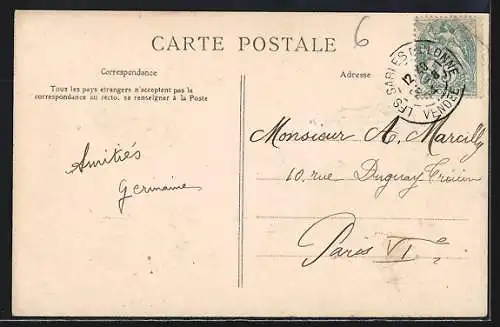 6
CARTE POSTALE
Correspondance
Adresse
Tous les pays étrangers n'acceptent pas la
correspondance au recto, se renseigner à la Poste
LES SABLES D'OLONNE
VENDÉE
Amitiés
Germaine
Monsieur A. Marcilly
10, rue Duguay Trouin
Paris VI e